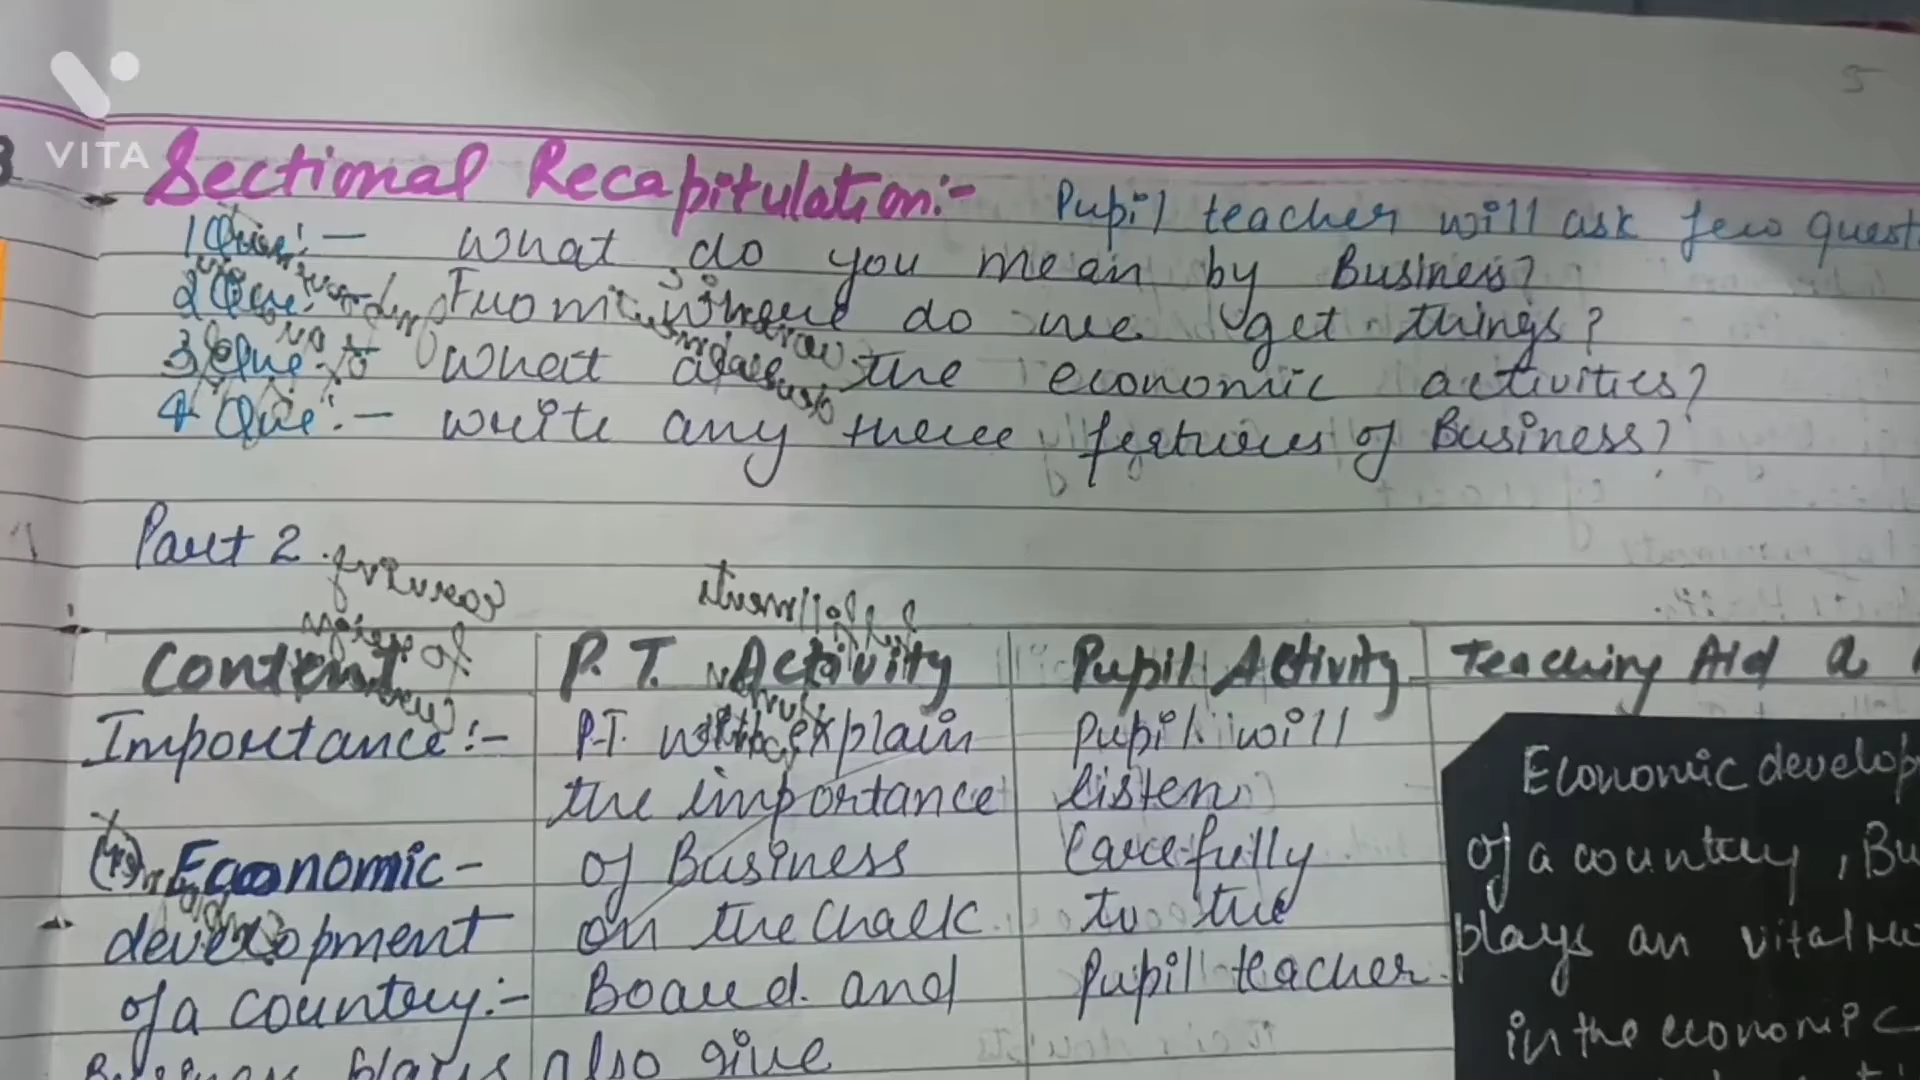 VITA
5
Sectional Recapitulation:- Pupil teacher will ask few quest
1 Que:- What do you mean by Business?
2 Que:- From where do we get things?
3 Que:- What are the economic activities?
4 Que:- Write any three features of Business?
Part 2
Content P.T. Activity Pupil Activity Teaching Aid
Importance:- P.T. will explain Pupil will
the importance listen
Economic- of Business Carefully
development on the Chalk to the
of a country:- Board and Pupil teacher.
Business plays also give
Economic develop
of a country, Bu
plays an vital
in the economic